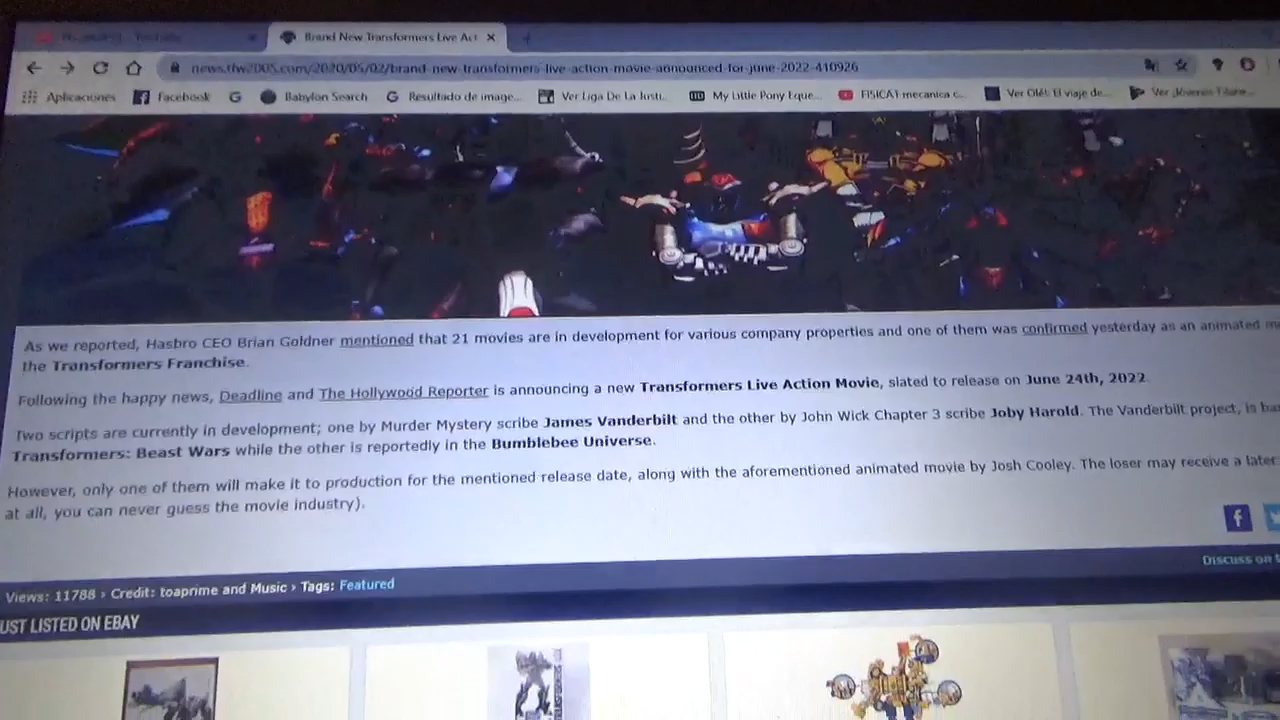 Brand New Transformers Live Act
news.tfw2005.com/2020/05/02/brand-new-transformers-live-action-movie-announced-for-june-2022-410926
Aplicaciones Facebook Babylon Search Resultado de image... Ver Liga De La Justi... My Little Pony Eque... FISICA1 mecanica c... Ver Olé!: El viaje de...
As we reported, Hasbro CEO Brian Goldner mentioned that 21 movies are in development for various company properties and one of them was confirmed yesterday as an animated
the Transformers Franchise.
Following the happy news, Deadline and The Hollywood Reporter is announcing a new Transformers Live Action Movie, slated to release on June 24th, 2022.
Two scripts are currently in development; one by Murder Mystery scribe James Vanderbilt and the other by John Wick Chapter 3 scribe Joby Harold. The Vanderbilt project, is
Transformers: Beast Wars while the other is reportedly in the Bumblebee Universe.
However, only one of them will make it to production for the mentioned release date, along with the aforementioned animated movie by Josh Cooley. The loser may receive a later
at all, you can never guess the movie industry).
Discuss on
Views: 11788 › Credit: toaprime and Music › Tags: Featured
UST LISTED ON EBAY